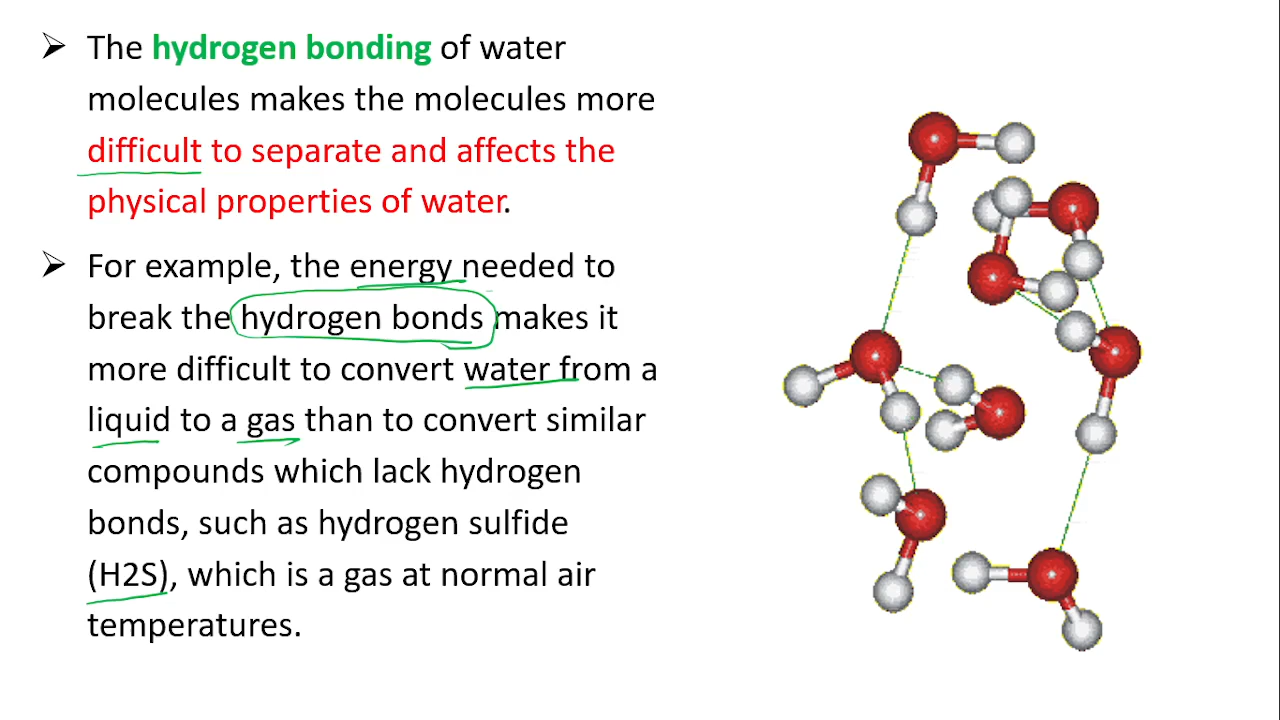 ➢ The hydrogen bonding of water
molecules makes the molecules more
difficult to separate and affects the
physical properties of water.
➢ For example, the energy needed to
break the hydrogen bonds makes it
more difficult to convert water from a
liquid to a gas than to convert similar
compounds which lack hydrogen
bonds, such as hydrogen sulfide
(H2S), which is a gas at normal air
temperatures.